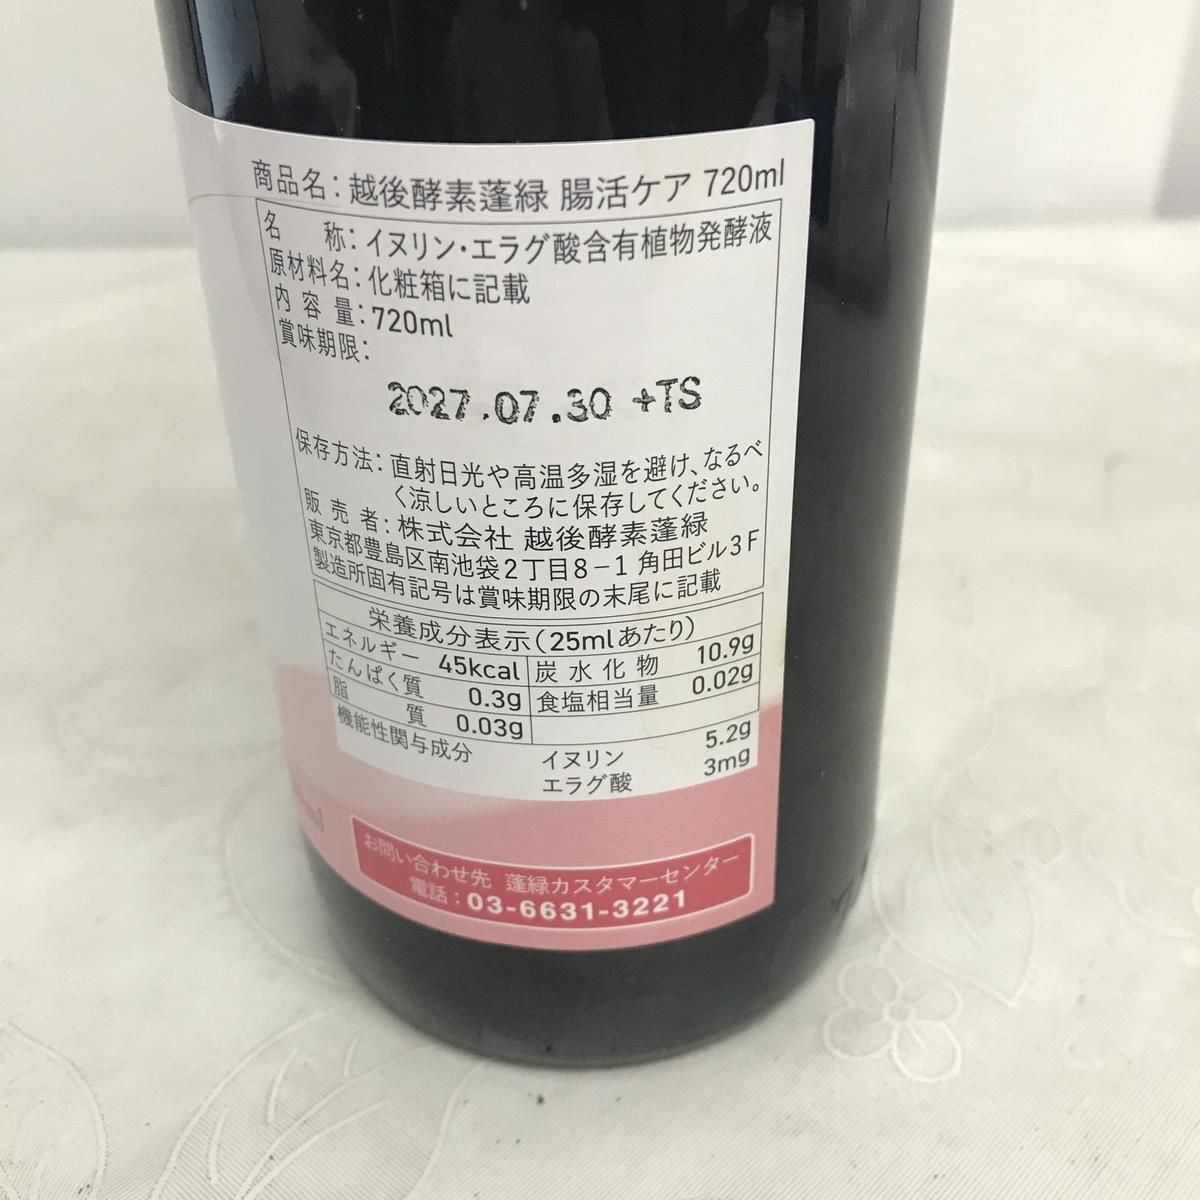 商品名：越後酵素蓬緑 腸活ケア 720ml
名称：イヌリン・エラグ酸含有植物発酵液
原材料名：化粧箱に記載
内容量：720ml
賞味期限：
2027.07.30 +TS
保存方法：直射日光や高温多湿を避け、なるべ
く涼しいところに保存してください。
販売者：株式会社 越後酵素蓬緑
東京都豊島区南池袋2丁目8-1 角田ビル3F
製造所固有記号は賞味期限の末尾に記載
栄養成分表示（25mlあたり）
エネルギー 45kcal 炭水化物 10.9g
たんぱく質 0.3g 食塩相当量 0.02g
脂質 0.03g
機能性関与成分 イヌリン 5.2g
エラグ酸 3mg
お問い合わせ先 蓬緑カスタマーセンター
電話：03-6631-3221